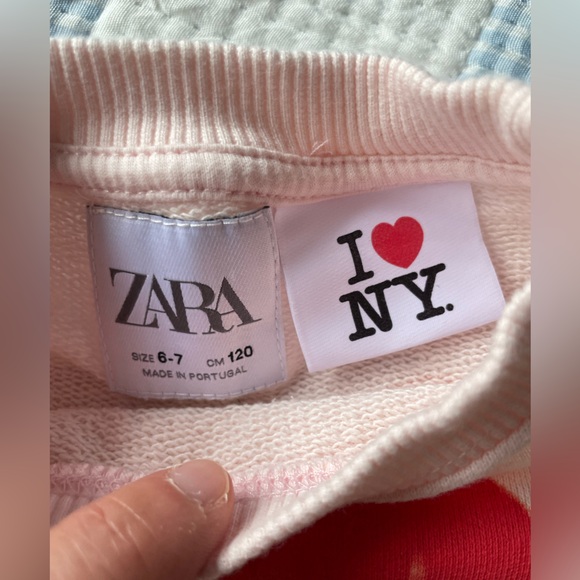 ZARA
SIZE 6-7 CM 120
MADE IN PORTUGAL
I ❤
NY.